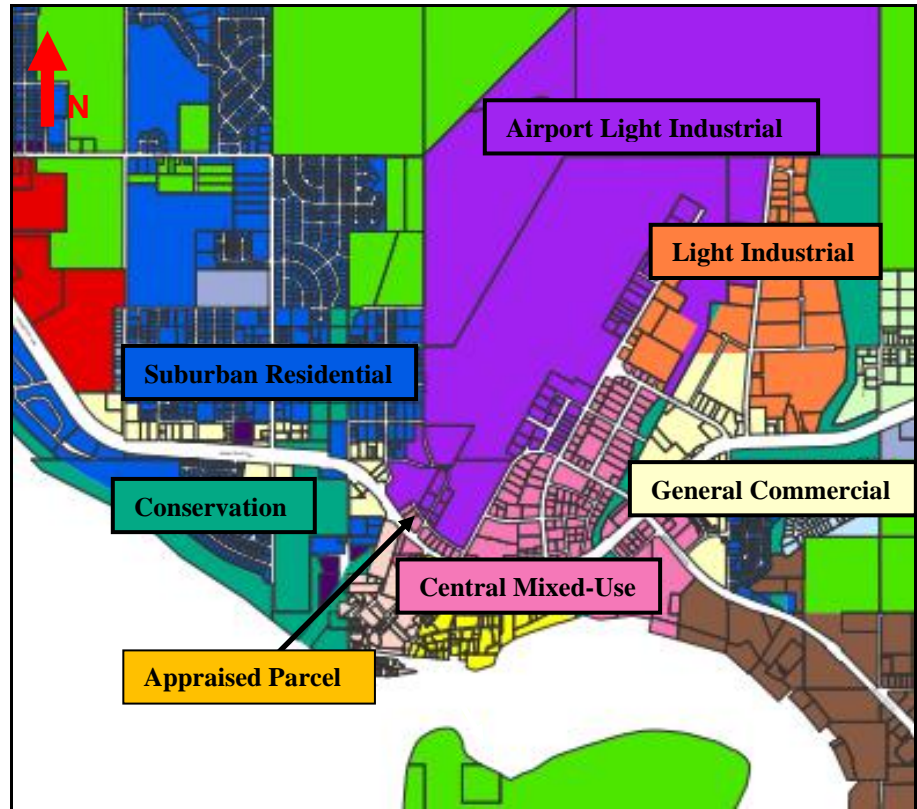 N
Airport Light Industrial
Light Industrial
Suburban Residential
General Commercial
Conservation
Central Mixed-Use
Appraised Parcel